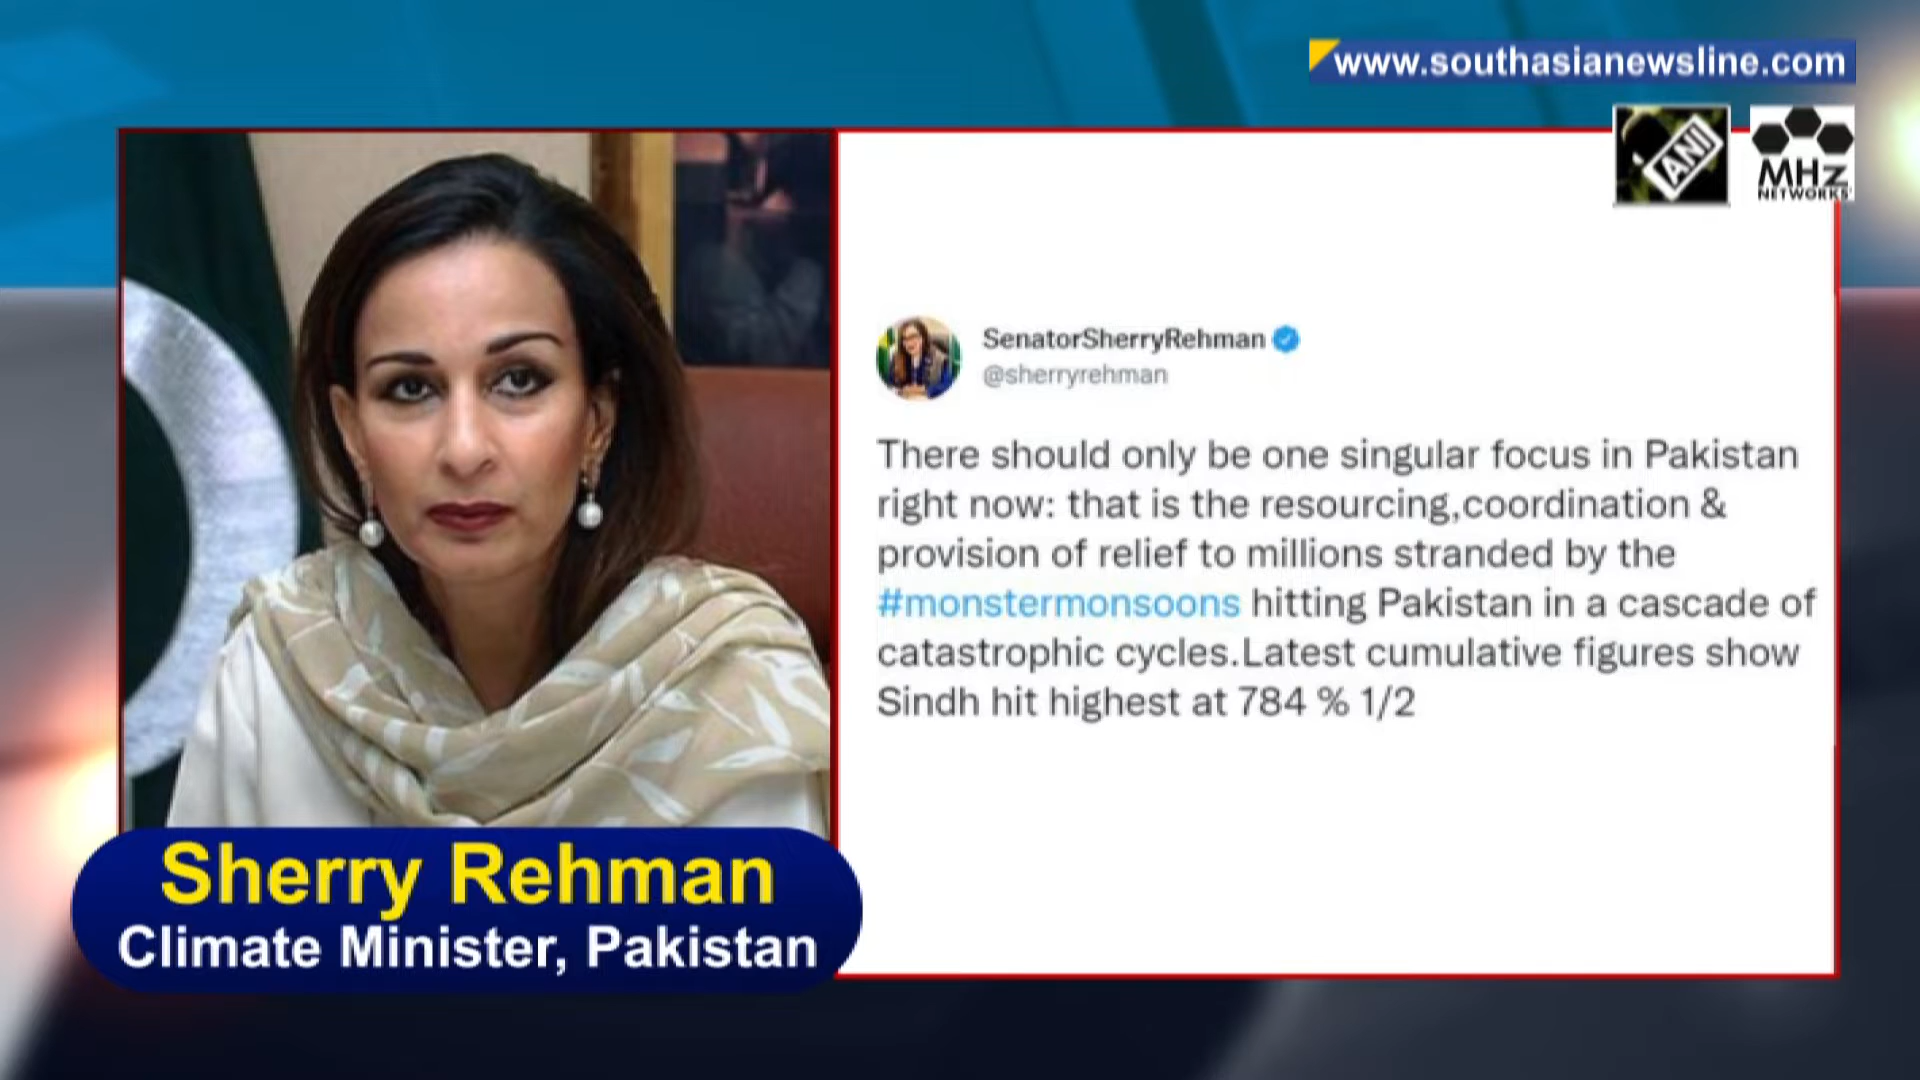 www.southasianewsline.com
ANI
MHz
NETWORKS
SenatorSherryRehman
@sherryrehman
There should only be one singular focus in Pakistan
right now: that is the resourcing,coordination &
provision of relief to millions stranded by the
#monstermonsoons hitting Pakistan in a cascade of
catastrophic cycles.Latest cumulative figures show
Sindh hit highest at 784 % 1/2
Sherry Rehman
Climate Minister, Pakistan